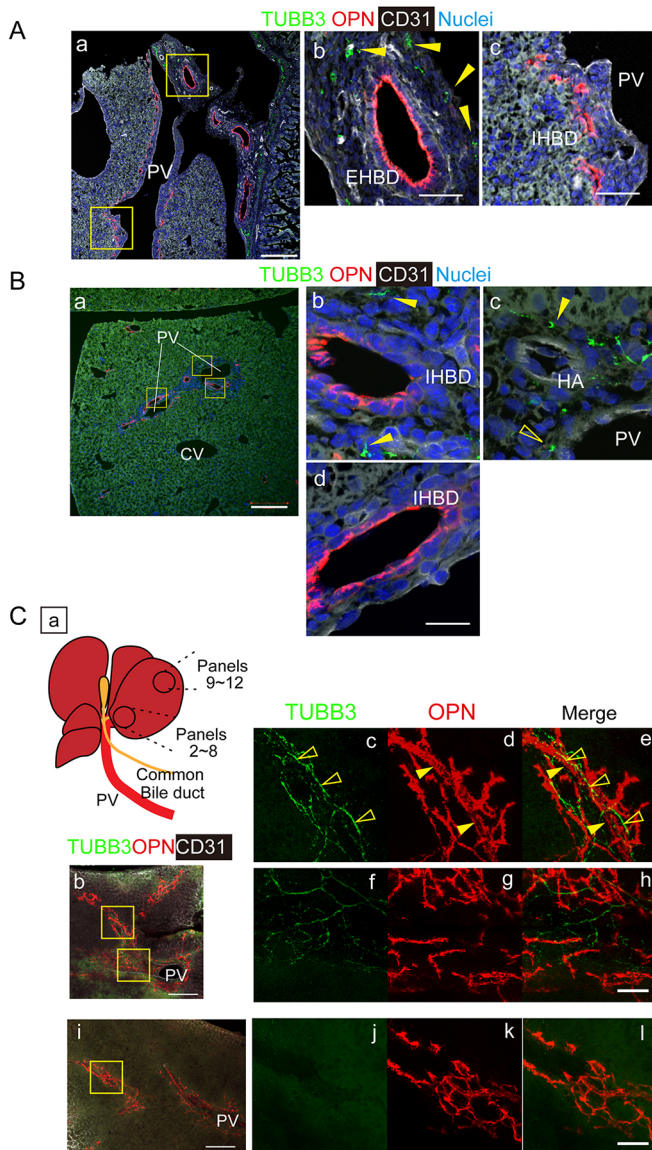 A
TUBB3 OPN CD31 Nuclei
a
PV
b
EHBD
c
PV
IHBD
B
TUBB3 OPN CD31 Nuclei
a
PV
CV
b
IHBD
c
HA
PV
d
IHBD
C
a
Panels
9~12
Panels
2~8
Common
Bile duct
PV
TUBB3OPNCD31
b
PV
TUBB3
OPN
Merge
c
d
e
f
g
h
i
PV
j
k
l